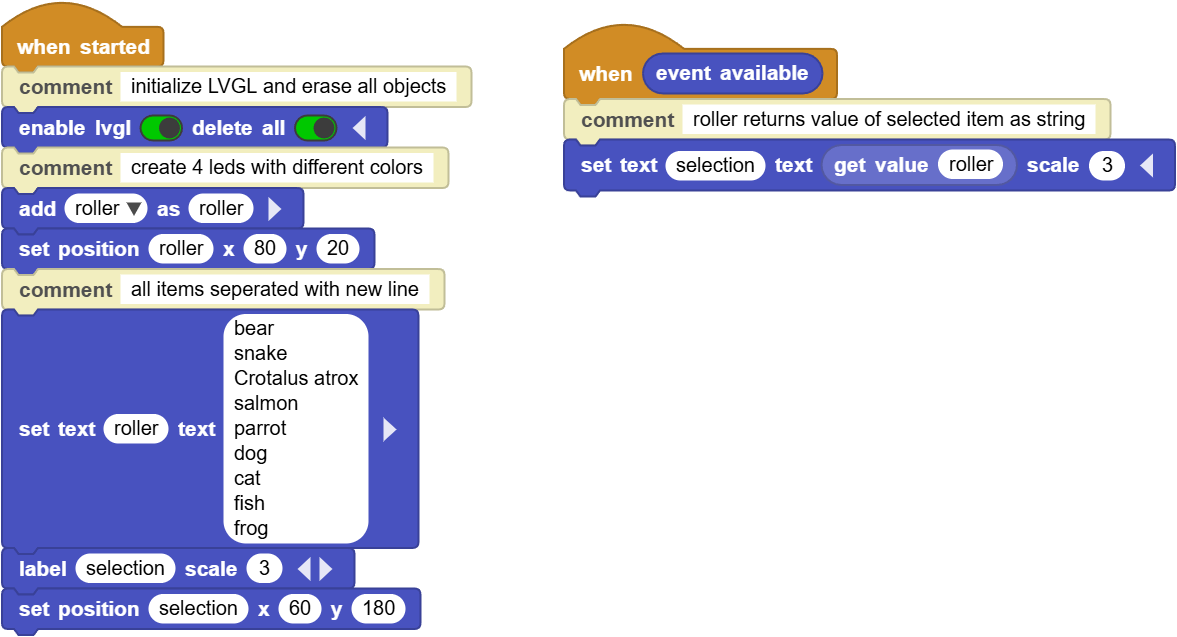 when started
comment initialize LVGL and erase all objects
enable lvgl delete all
comment create 4 leds with different colors
add roller as roller
set position roller x 80 y 20
comment all items seperated with new line
set text roller text
bear
snake
Crotalus atrox
salmon
parrot
dog
cat
fish
frog
label selection scale 3
set position selection x 60 y 180
when event available
comment roller returns value of selected item as string
set text selection text get value roller scale 3